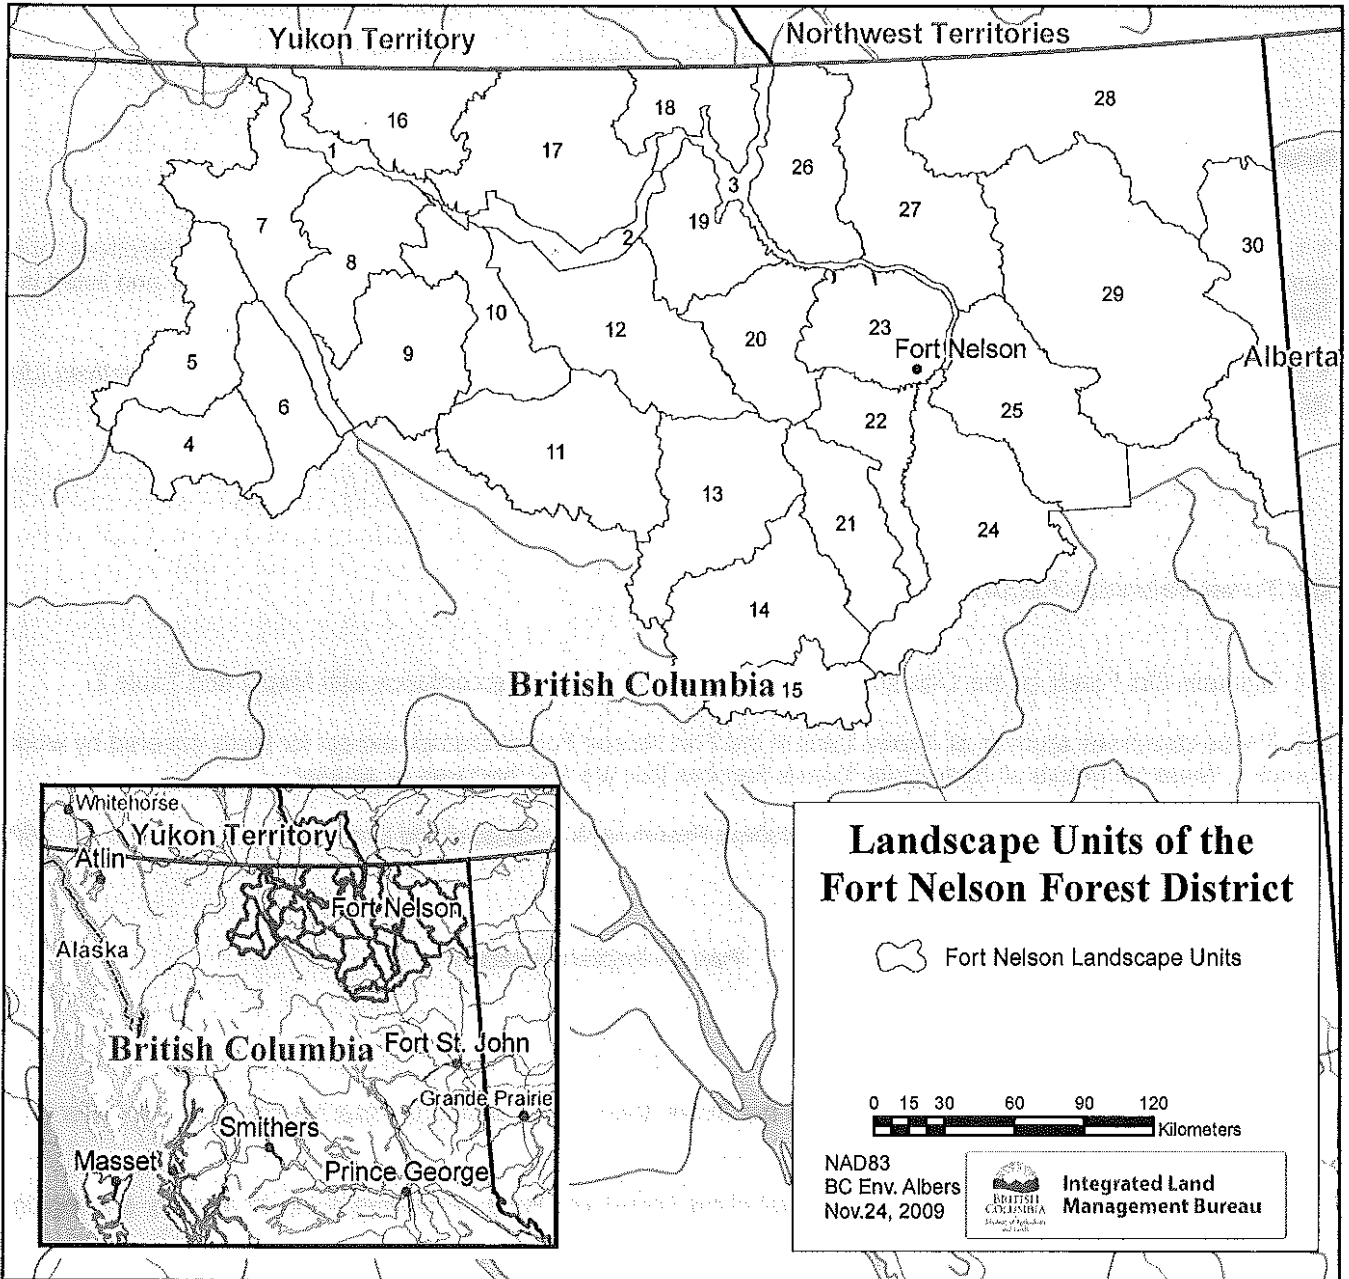 Yukon Territory
Northwest Territories
28
16
18
17
1
26
3
27
19
7
2
30
8
29
10
12
23
20
Fort Nelson
9
5
Alberta
6
25
22
4
11
13
21
24
14
British Columbia
15
Whitehorse
Yukon Territory
Atlin
Fort Nelson
Alaska
British Columbia
Fort St. John
Grande Prairie
Smithers
Masset
Prince George
Landscape Units of the
Fort Nelson Forest District
Fort Nelson Landscape Units
0 15 30 60 90 120
Kilometers
NAD83
BC Env. Albers
Nov.24, 2009
BRITISH
COLUMBIA
Integrated Land
Management Bureau